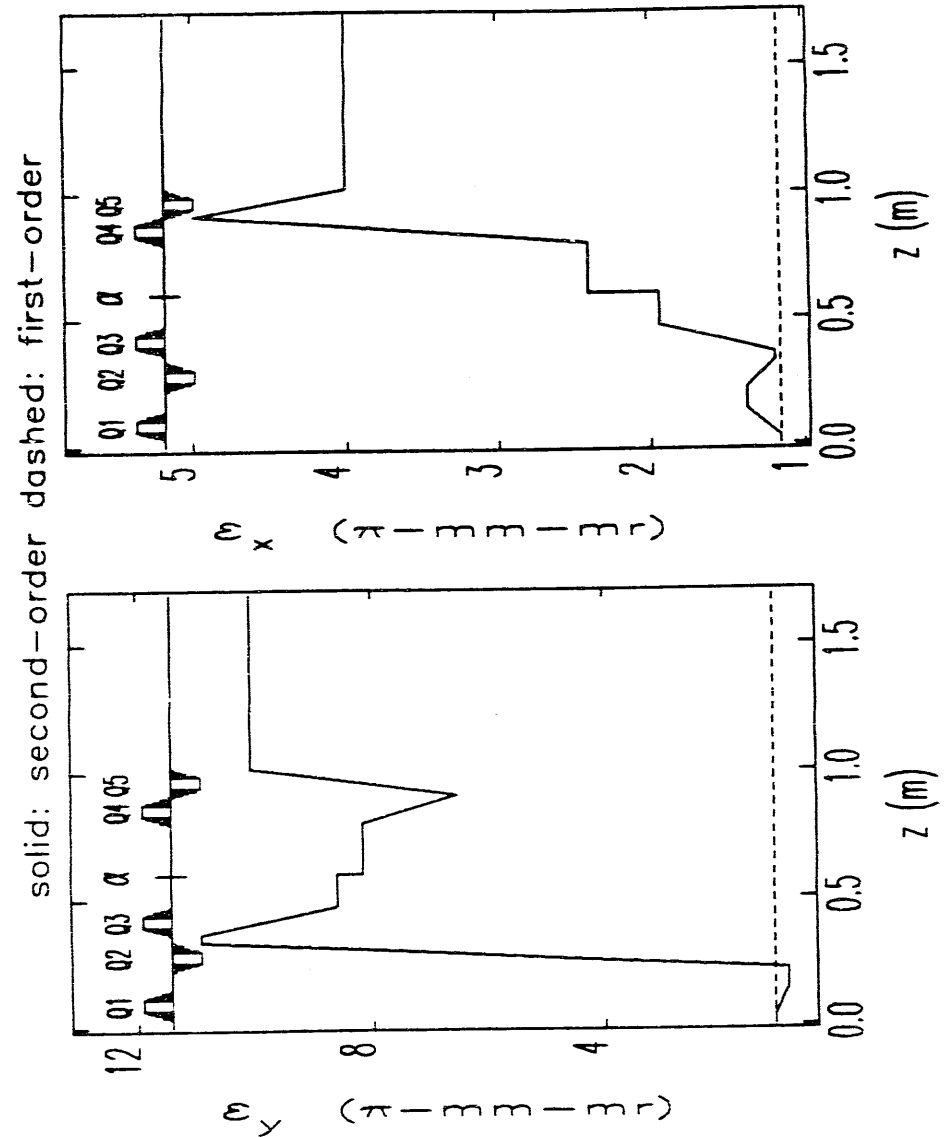 solid: second-order dashed: first-order
Q1 Q2 Q3 α Q4 Q5
12
8
4
ε_y (π-mm-mr)
0.0 0.5 1.0 1.5
z (m)
Q1 Q2 Q3 α Q4 Q5
5
4
3
2
1
ε_x (π-mm-mr)
0.0 0.5 1.0 1.5
z (m)